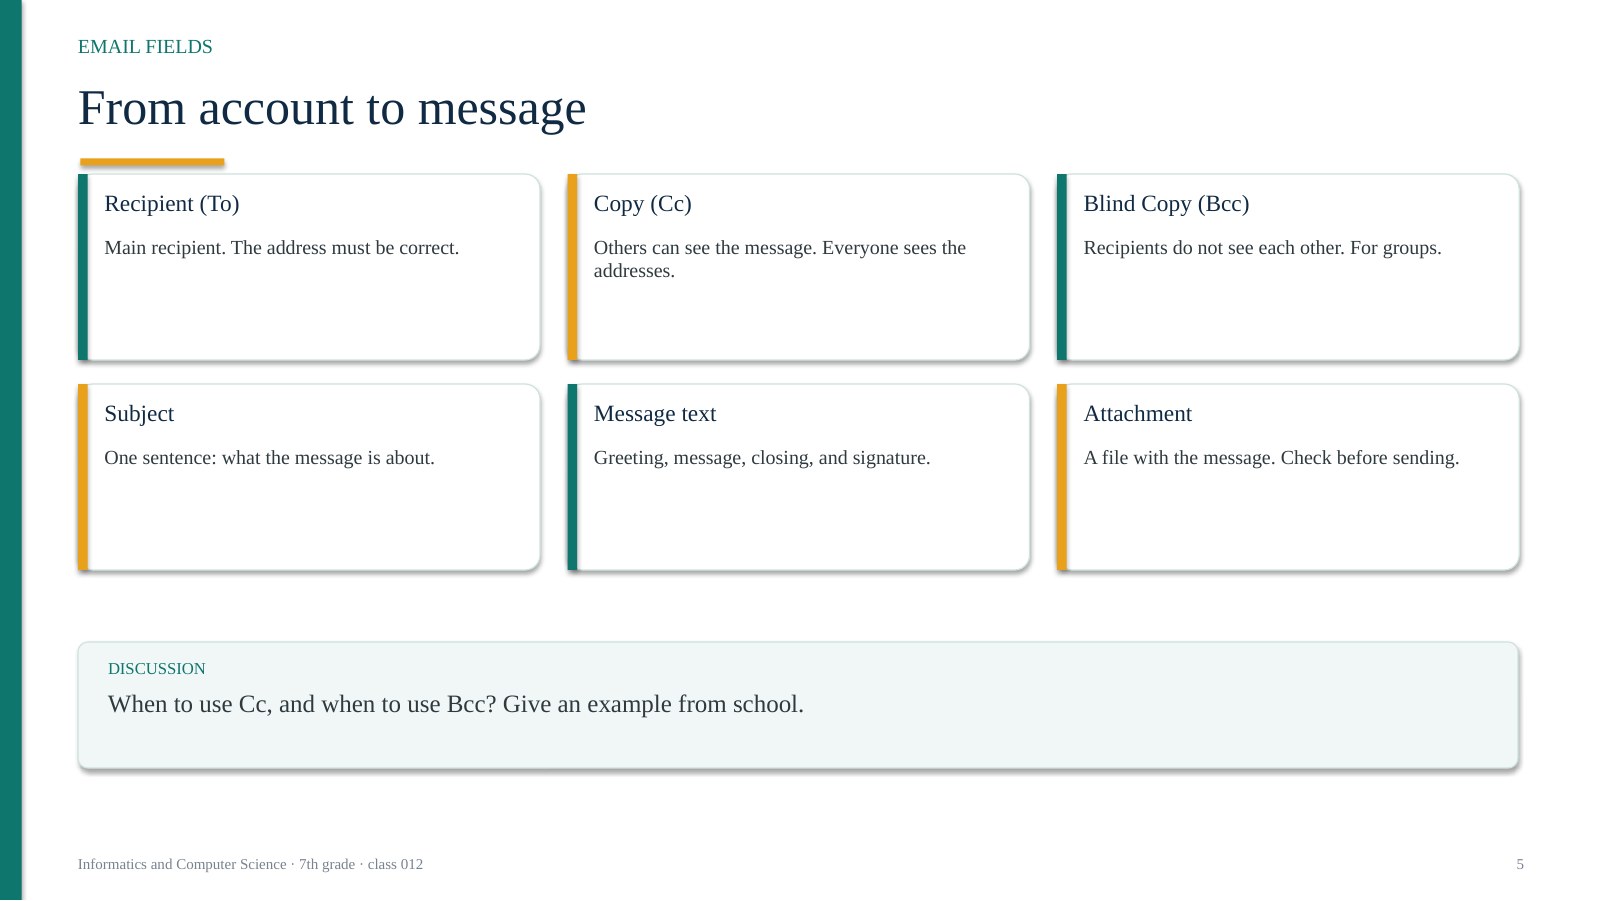 EMAIL FIELDS
From account to message
Recipient (To)
Main recipient. The address must be correct.
Copy (Cc)
Others can see the message. Everyone sees the
addresses.
Blind Copy (Bcc)
Recipients do not see each other. For groups.
Subject
One sentence: what the message is about.
Message text
Greeting, message, closing, and signature.
Attachment
A file with the message. Check before sending.
DISCUSSION
When to use Cc, and when to use Bcc? Give an example from school.
Informatics and Computer Science · 7th grade · class 012
5